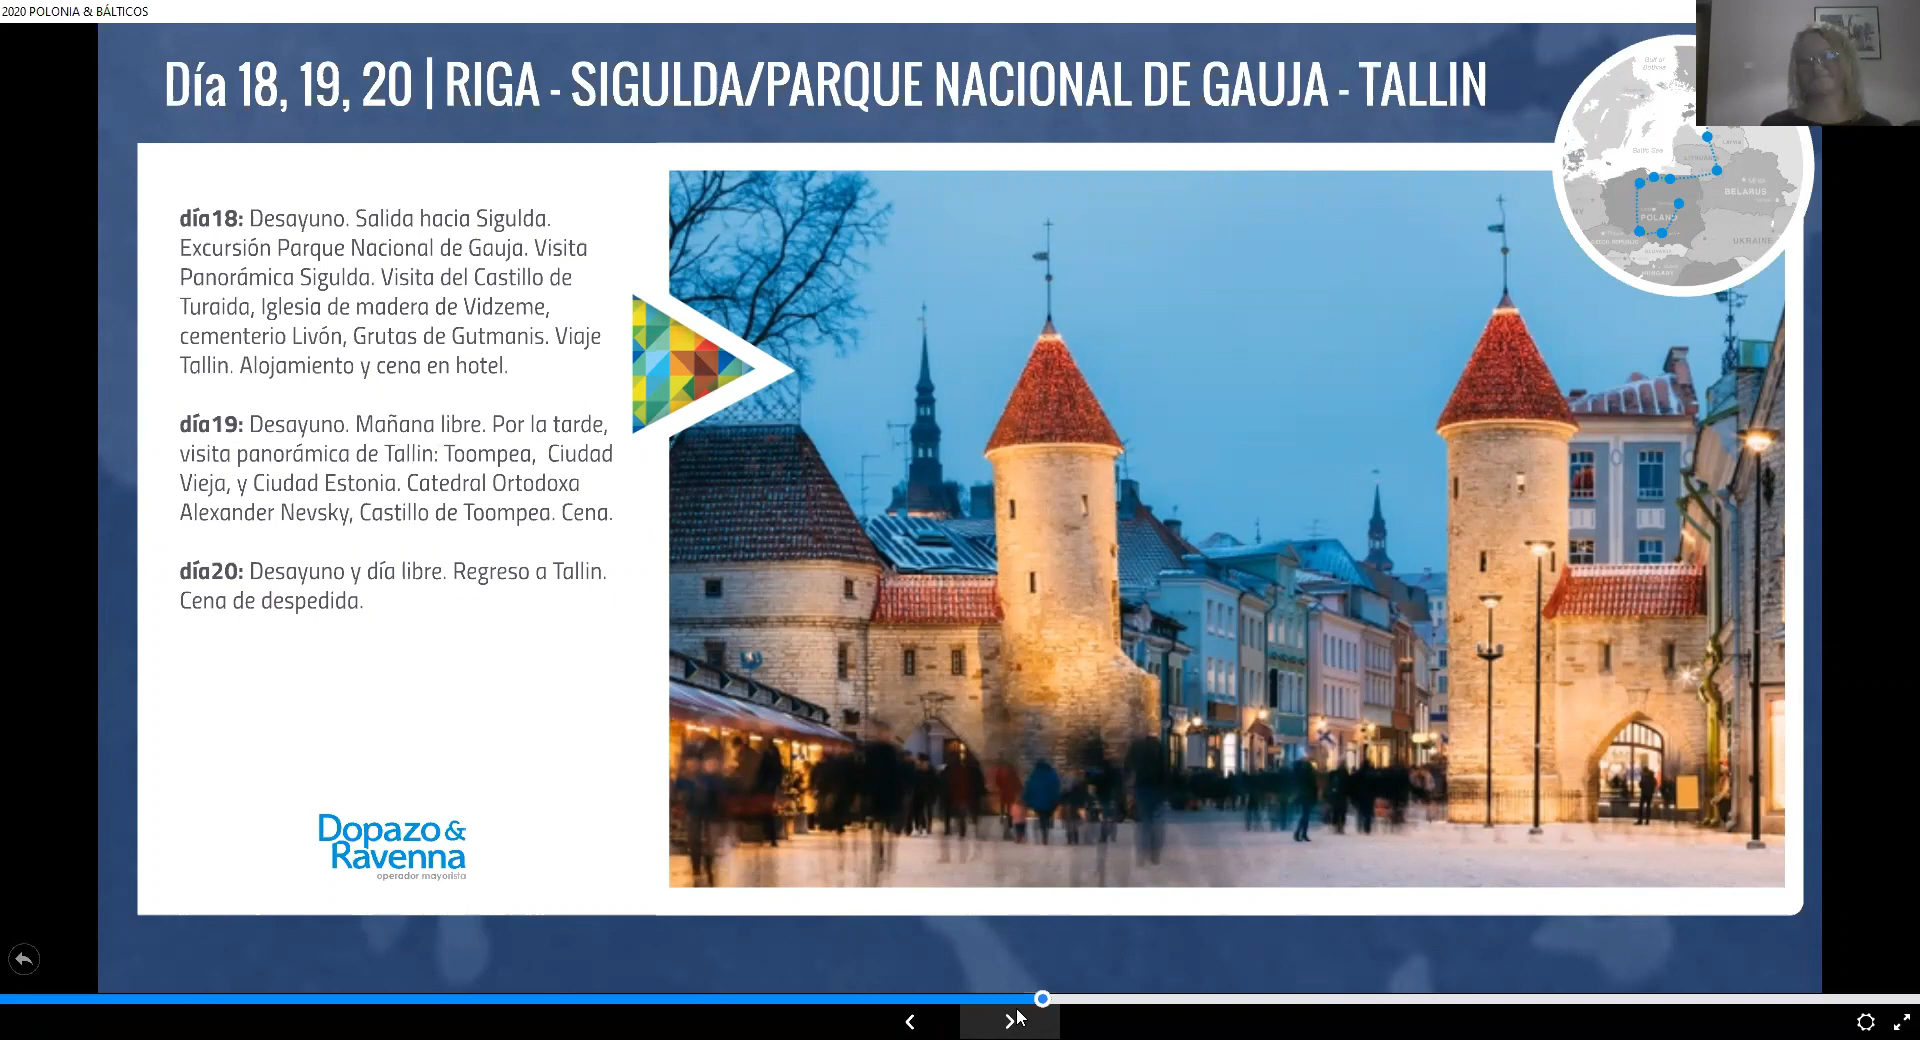 2020 POLONIA & BÁLTICOS
Día 18, 19, 20 | RIGA - SIGULDA/PARQUE NACIONAL DE GAUJA - TALLIN
día18: Desayuno. Salida hacia Sigulda.
Excursión Parque Nacional de Gauja. Visita
Panorámica Sigulda. Visita del Castillo de
Turaida, Iglesia de madera de Vidzeme,
cementerio Livón, Grutas de Gutmanis. Viaje
Tallin. Alojamiento y cena en hotel.
día19: Desayuno. Mañana libre. Por la tarde,
visita panorámica de Tallin: Toompea, Ciudad
Vieja, y Ciudad Estonia. Catedral Ortodoxa
Alexander Nevsky, Castillo de Toompea. Cena.
día20: Desayuno y día libre. Regreso a Tallin.
Cena de despedida.
Dopazo &
Ravenna
operador mayorista
Baltic Sea
BELARUS
POLAND
UKRAINE